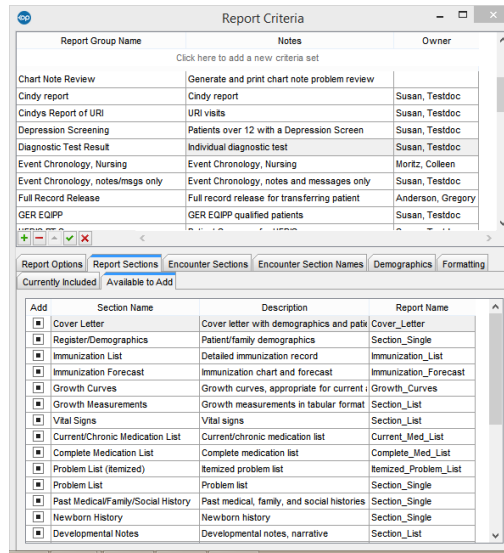 Report Criteria
Report Group Name Notes Owner
Click here to add a new criteria set
Chart Note Review Generate and print chart note problem review
Cindy report Cindy report Susan, Testdoc
Cindys Report of URI URI visits Susan, Testdoc
Depression Screening Patients over 12 with a Depression Screen Susan, Testdoc
Diagnostic Test Result Individual diagnostic test Susan, Testdoc
Event Chronology, Nursing Event Chronology, Nursing Moritz, Colleen
Event Chronology, notes/msgs only Event Chronology, notes and messages only Susan, Testdoc
Full Record Release Full record release for transferring patient Anderson, Gregory
GER EQIPP GER EQIPP qualified patients Susan, Testdoc
Report Options Report Sections Encounter Sections Encounter Section Names Demographics Formatting
Currently Included Available to Add
Add Section Name Description Report Name
Cover Letter Cover letter with demographics and patie Cover_Letter
Register/Demographics Patient/family demographics Section_Single
Immunization List Detailed immunization record Immunization_List
Immunization Forecast Immunization chart and forecast Immunization_Forecast
Growth Curves Growth curves, appropriate for current Growth_Curves
Growth Measurements Growth measurements in tabular format Section_List
Vital Signs Vital signs Section_List
Current/Chronic Medication List Current/chronic medication list Current_Med_List
Complete Medication List Complete medication list Complete_Med_List
Problem List (itemized) Itemized problem list Itemized_Problem_List
Problem List Problem list Section_Single
Past Medical/Family/Social History Past medical, family, and social histories Section_Single
Newborn History Newborn history Section_Single
Developmental Notes Developmental notes, narrative Section_List